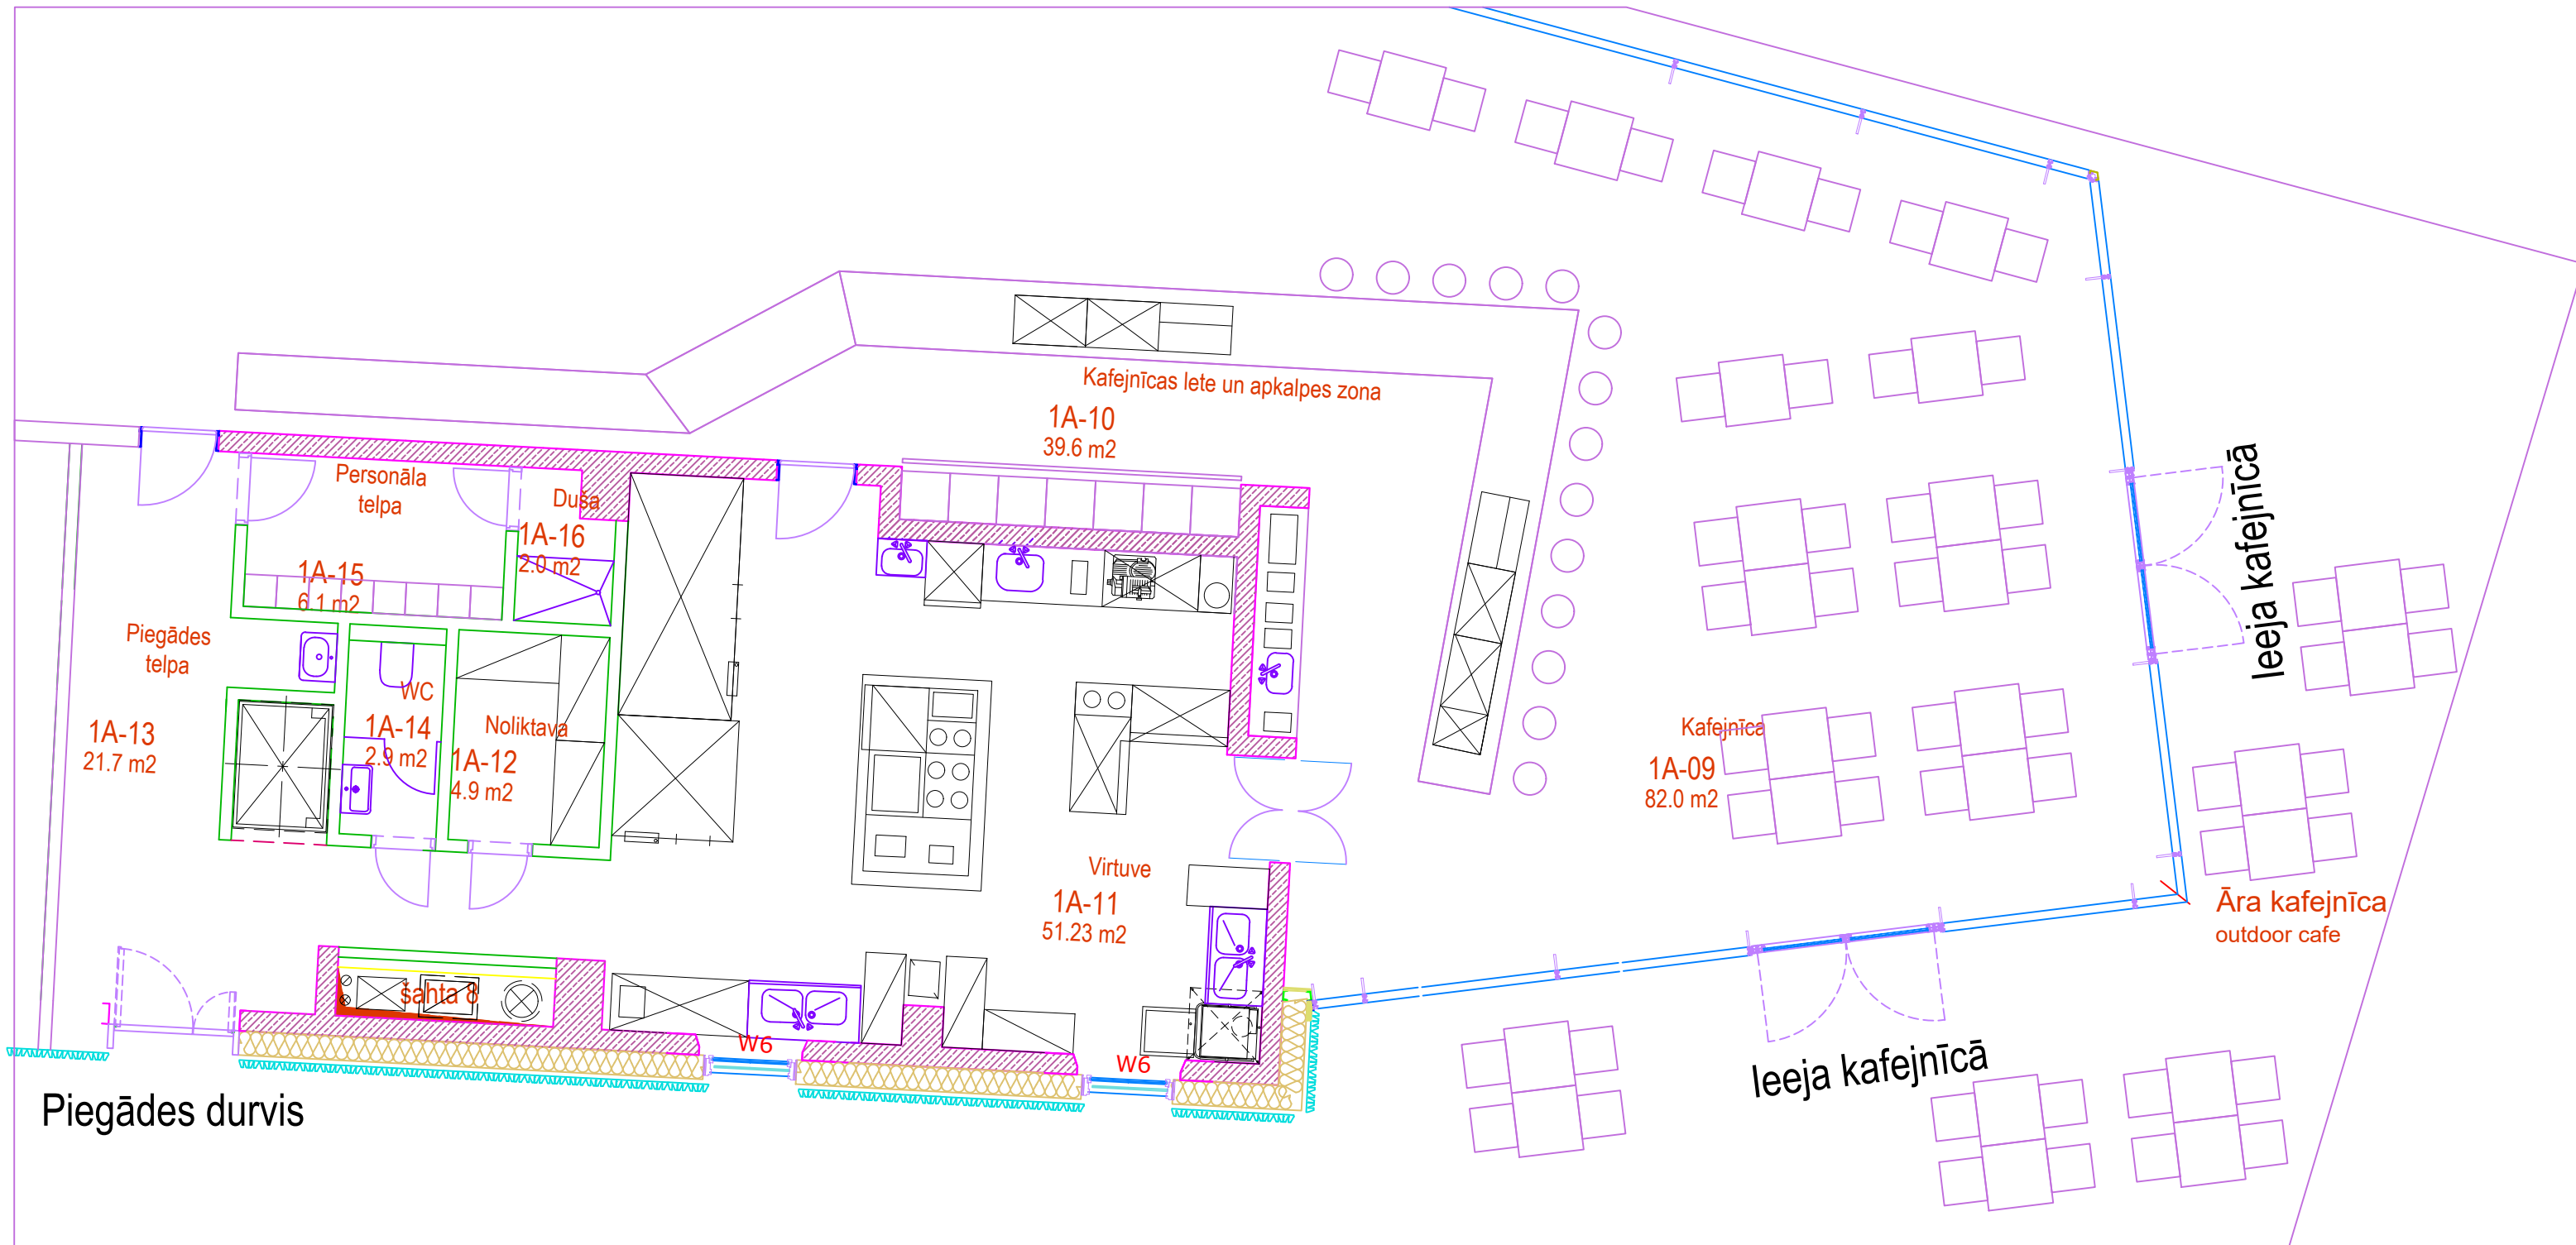 Kafejnīcas lete un apkalpes zona
1A-10
39.6 m2
Personāla
telpa
Duša
1A-16
2.0 m2
1A-15
6.1 m2
Piegādes
telpa
1A-13
21.7 m2
WC
1A-14
2.9 m2
Noliktava
1A-12
4.9 m2
Kafejnīca
1A-09
82.0 m2
Ieeja kafejnīcā
Virtuve
1A-11
51.23 m2
Āra kafejnīca
outdoor cafe
šahta 8
W6
W6
Ieeja kafejnīcā
Piegādes durvis